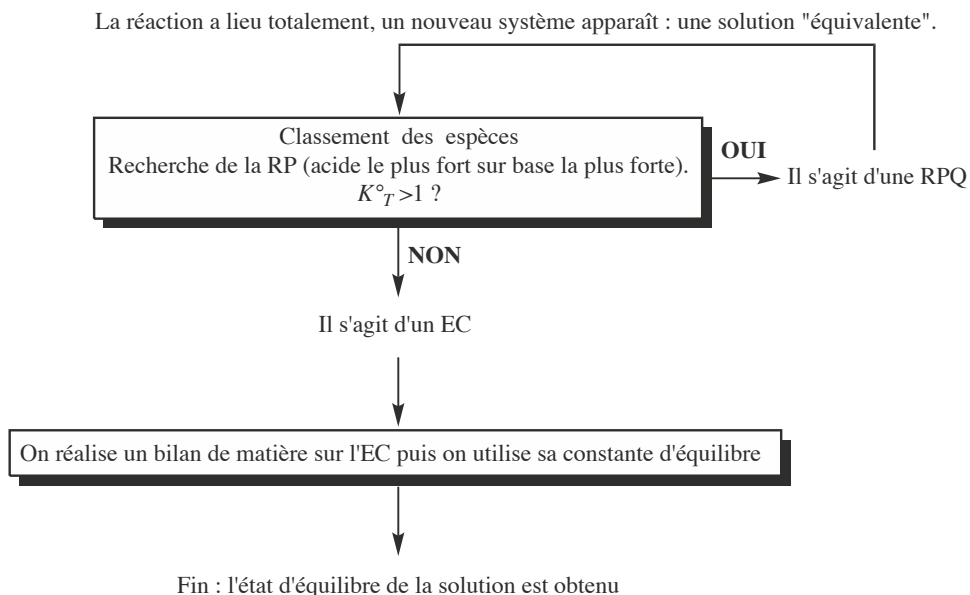 La réaction a lieu totalement, un nouveau système apparaît : une solution "équivalente".
Classement des espèces
Recherche de la RP (acide le plus fort sur base la plus forte).
K°T >1 ?
OUI
Il s'agit d'une RPQ
NON
Il s'agit d'un EC
On réalise un bilan de matière sur l'EC puis on utilise sa constante d'équilibre
Fin : l'état d'équilibre de la solution est obtenu